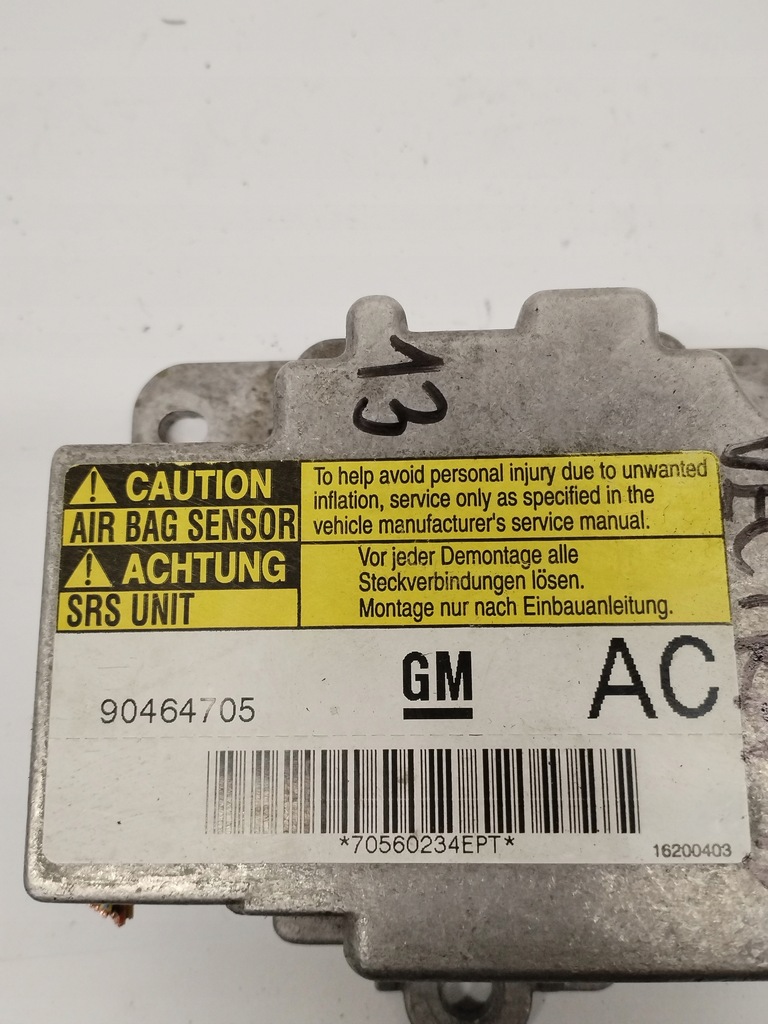 13
CAUTION
AIR BAG SENSOR
To help avoid personal injury due to unwanted
inflation, service only as specified in the
vehicle manufacturer's service manual.
ACHTUNG
SRS UNIT
Vor jeder Demontage alle
Steckverbindungen lösen.
Montage nur nach Einbauanleitung.
90464705
GM
AC
*70560234EPT*
16200403